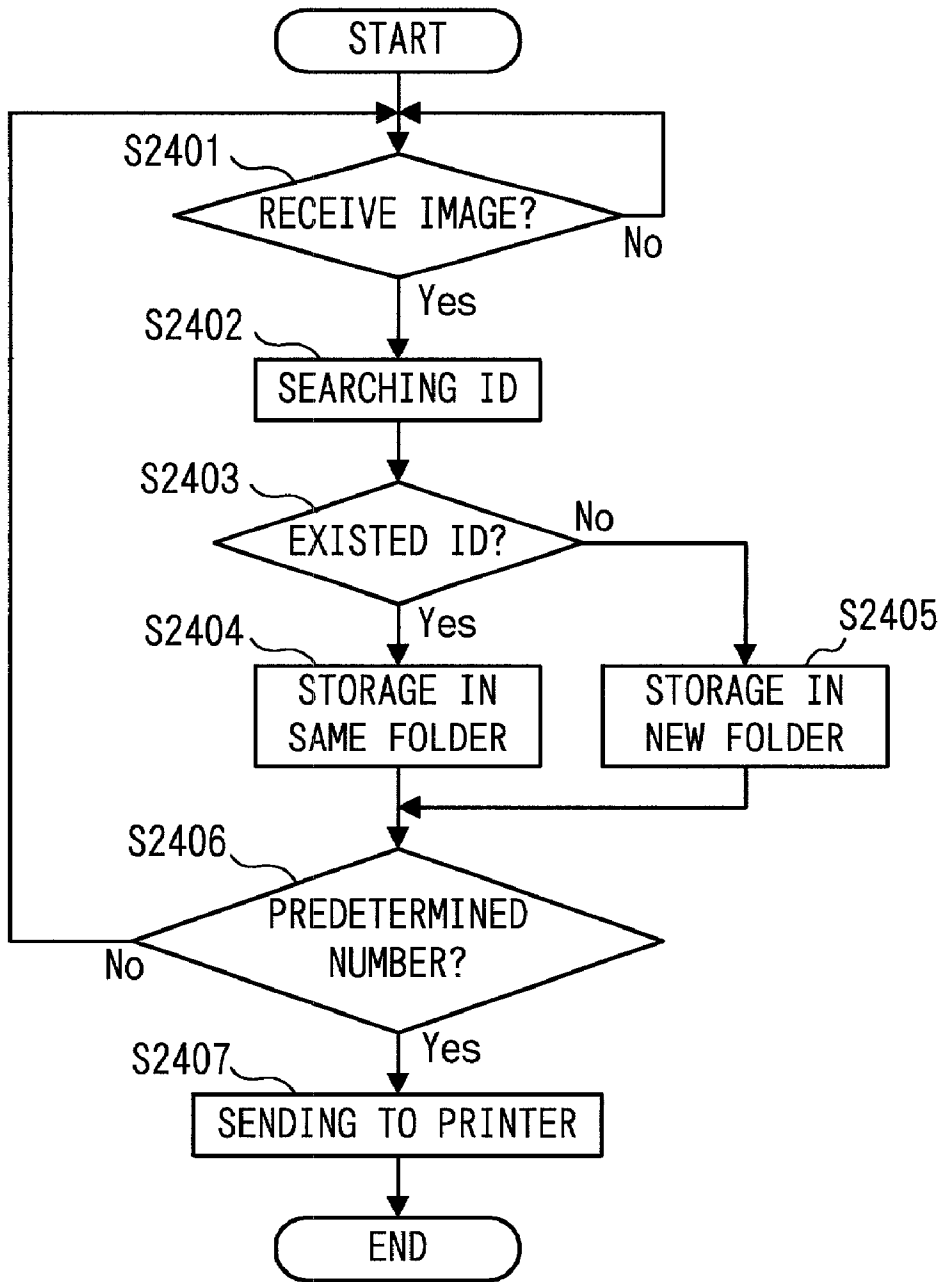 START
S2401
RECEIVE IMAGE?
No
Yes
S2402
SEARCHING ID
S2403
No
EXISTED ID?
Yes
S2404
S2405
STORAGE IN
SAME FOLDER
STORAGE IN
NEW FOLDER
S2406
PREDETERMINED
NUMBER?
No
Yes
S2407
SENDING TO PRINTER
END